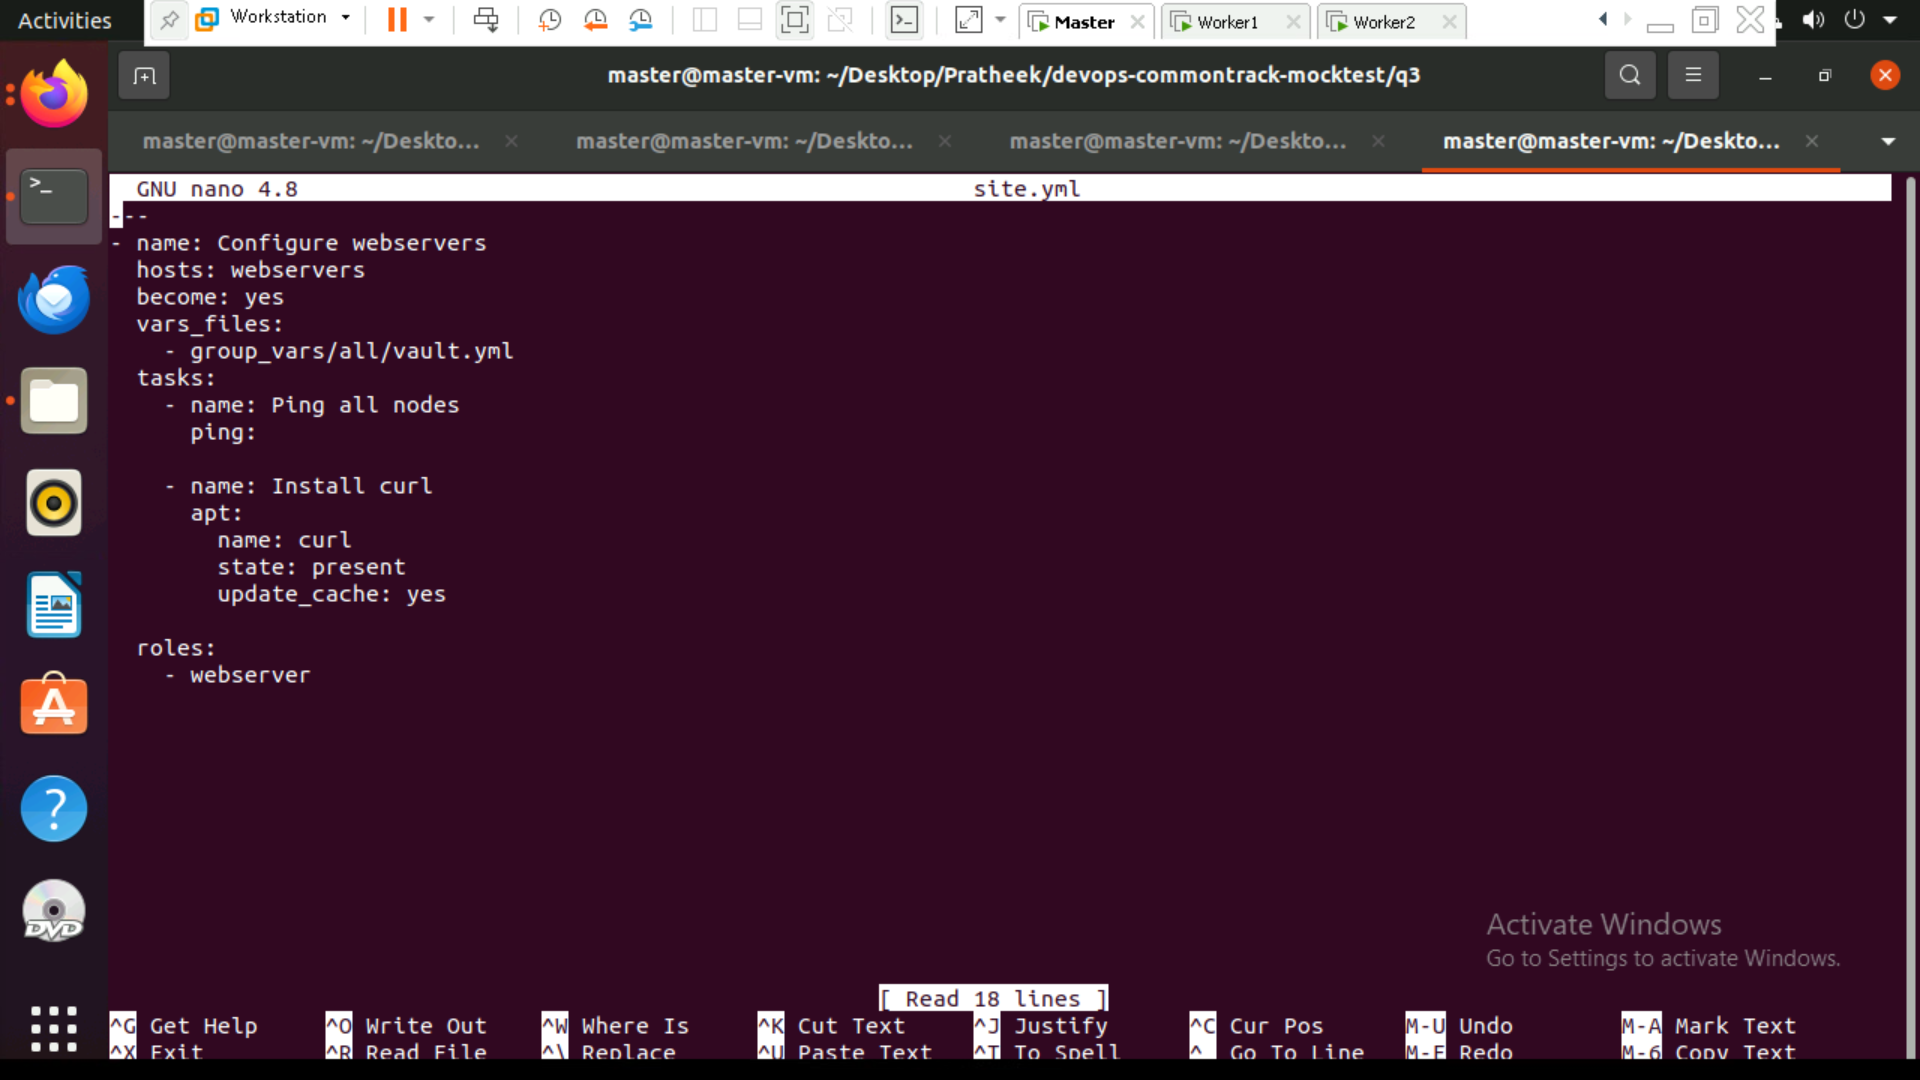 Activities
Workstation
Master
Worker1
Worker2
master@master-vm: ~/Desktop/Pratheek/devops-commontrack-mocktest/q3
master@master-vm: ~/Deskto...
master@master-vm: ~/Deskto...
master@master-vm: ~/Deskto...
master@master-vm: ~/Deskto...
GNU nano 4.8 site.yml
---
- name: Configure webservers
  hosts: webservers
  become: yes
  vars_files:
    - group_vars/all/vault.yml
  tasks:
    - name: Ping all nodes
      ping:
    - name: Install curl
      apt:
        name: curl
        state: present
        update_cache: yes
  roles:
    - webserver
Activate Windows
Go to Settings to activate Windows.
[ Read 18 lines ]
^G Get Help ^O Write Out ^W Where Is ^K Cut Text ^J Justify ^C Cur Pos M-U Undo M-A Mark Text
^X Exit ^R Read File ^\ Replace ^U Paste Text ^T To Spell ^_ Go To Line M-E Redo M-6 Copy Text
DVD